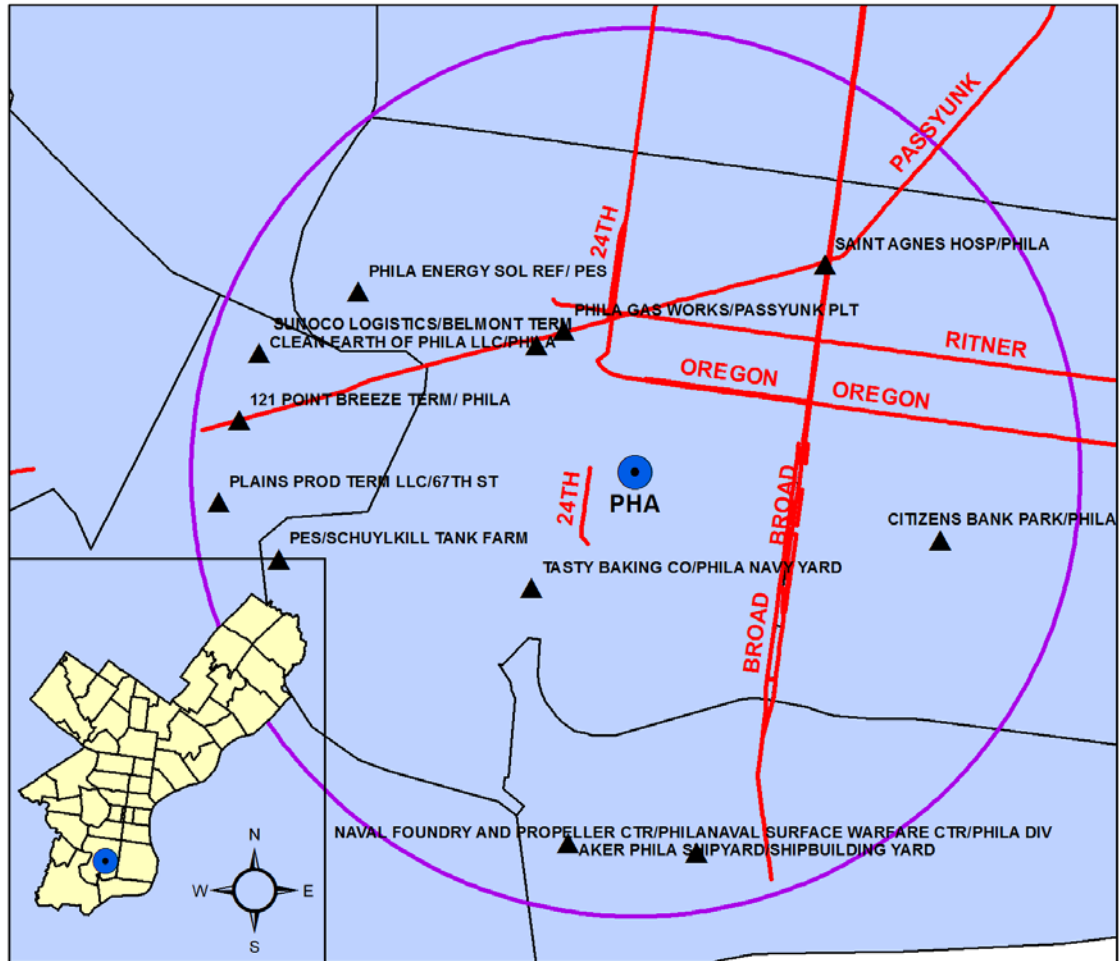 PASSYUNK
24TH
SAINT AGNES HOSP/PHILA
PHILA ENERGY SOL REF/ PES
PHILA GAS WORKS/PASSYUNK PLT
SUNOCO LOGISTICS/BELMONT TERM
CLEAN EARTH OF PHILA LLC/PHILA
RITNER
OREGON
OREGON
121 POINT BREEZE TERM/ PHILA
PLAINS PROD TERM LLC/67TH ST
24TH
PHA
BROAD
CITIZENS BANK PARK/PHILA
PES/SCHUYLKILL TANK FARM
TASTY BAKING CO/PHILA NAVY YARD
BROAD
NAVAL FOUNDRY AND PROPELLER CTR/PHILA
NAVAL SURFACE WARFARE CTR/PHILA DIV
AKER PHILA SHIPYARD/SHIPBUILDING YARD
N
W
E
S